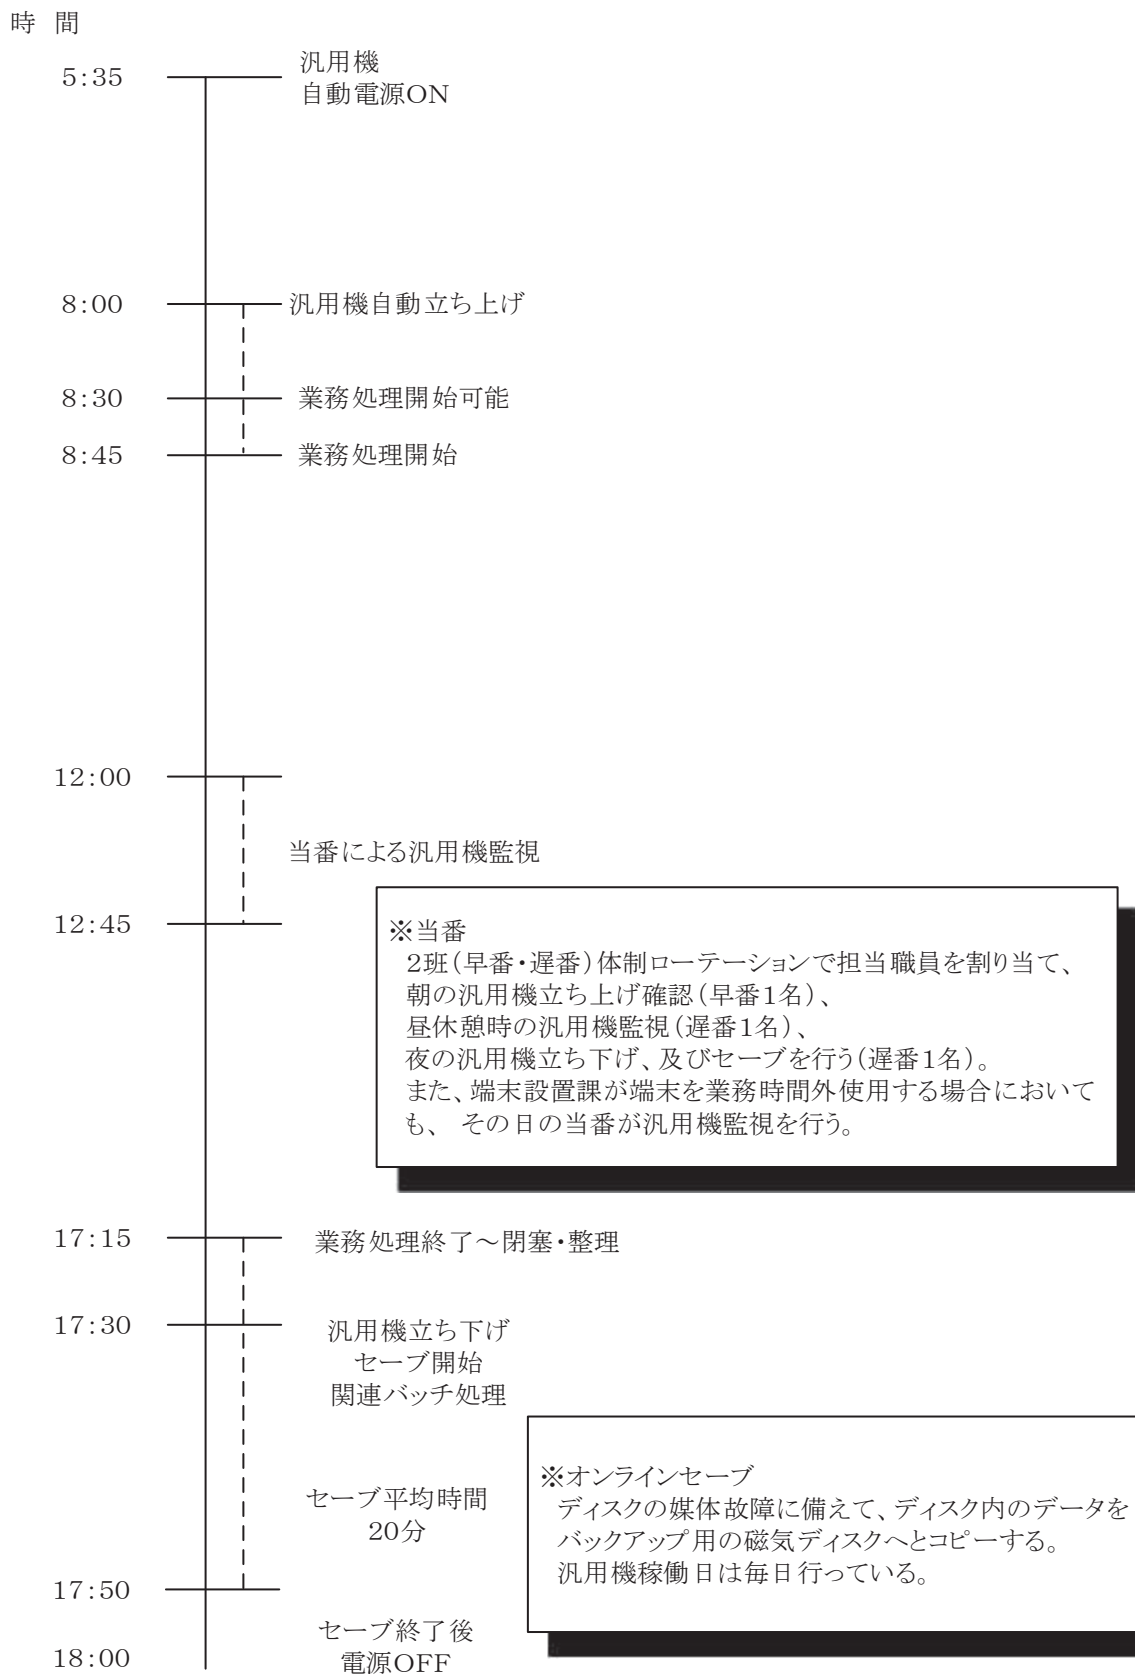 時 間
5:35
汎用機
自動電源ON
8:00
汎用機自動立ち上げ
8:30
業務処理開始可能
8:45
業務処理開始
12:00
当番による汎用機監視
12:45
※当番
2班(早番・遅番)体制ローテーションで担当職員を割り当て、
朝の汎用機立ち上げ確認(早番1名)、
昼休憩時の汎用機監視(遅番1名)、
夜の汎用機立ち下げ、及びセーブを行う(遅番1名)。
また、端末設置課が端末を業務時間外使用する場合において
も、 その日の当番が汎用機監視を行う。
17:15
業務処理終了～閉塞・整理
17:30
汎用機立ち下げ
セーブ開始
関連バッチ処理
※オンラインセーブ
ディスクの媒体故障に備えて、ディスク内のデータを
バックアップ用の磁気ディスクへとコピーする。
汎用機稼働日は毎日行っている。
セーブ平均時間
20分
17:50
セーブ終了後
電源OFF
18:00